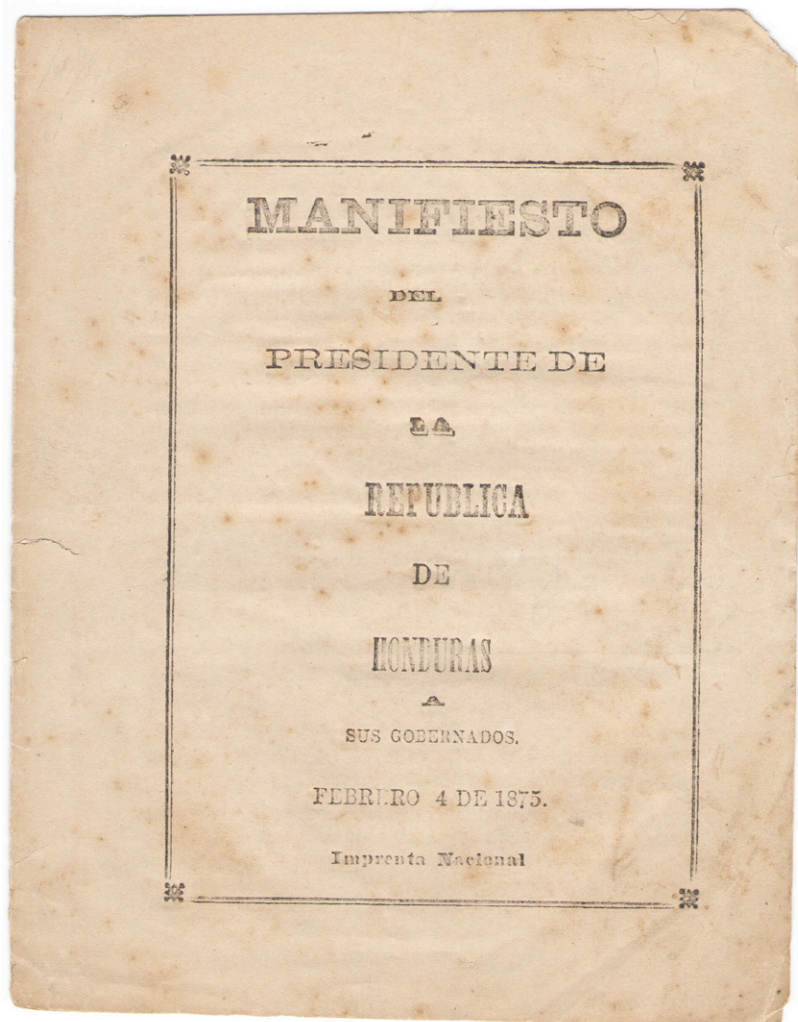 MANIFIESTO
DEL
PRESIDENTE DE
LA
REPUBLICA
DE
HONDURAS
A
SUS GOBERNADOS.
FEBRERO 4 DE 1875.
Imprenta Nacional